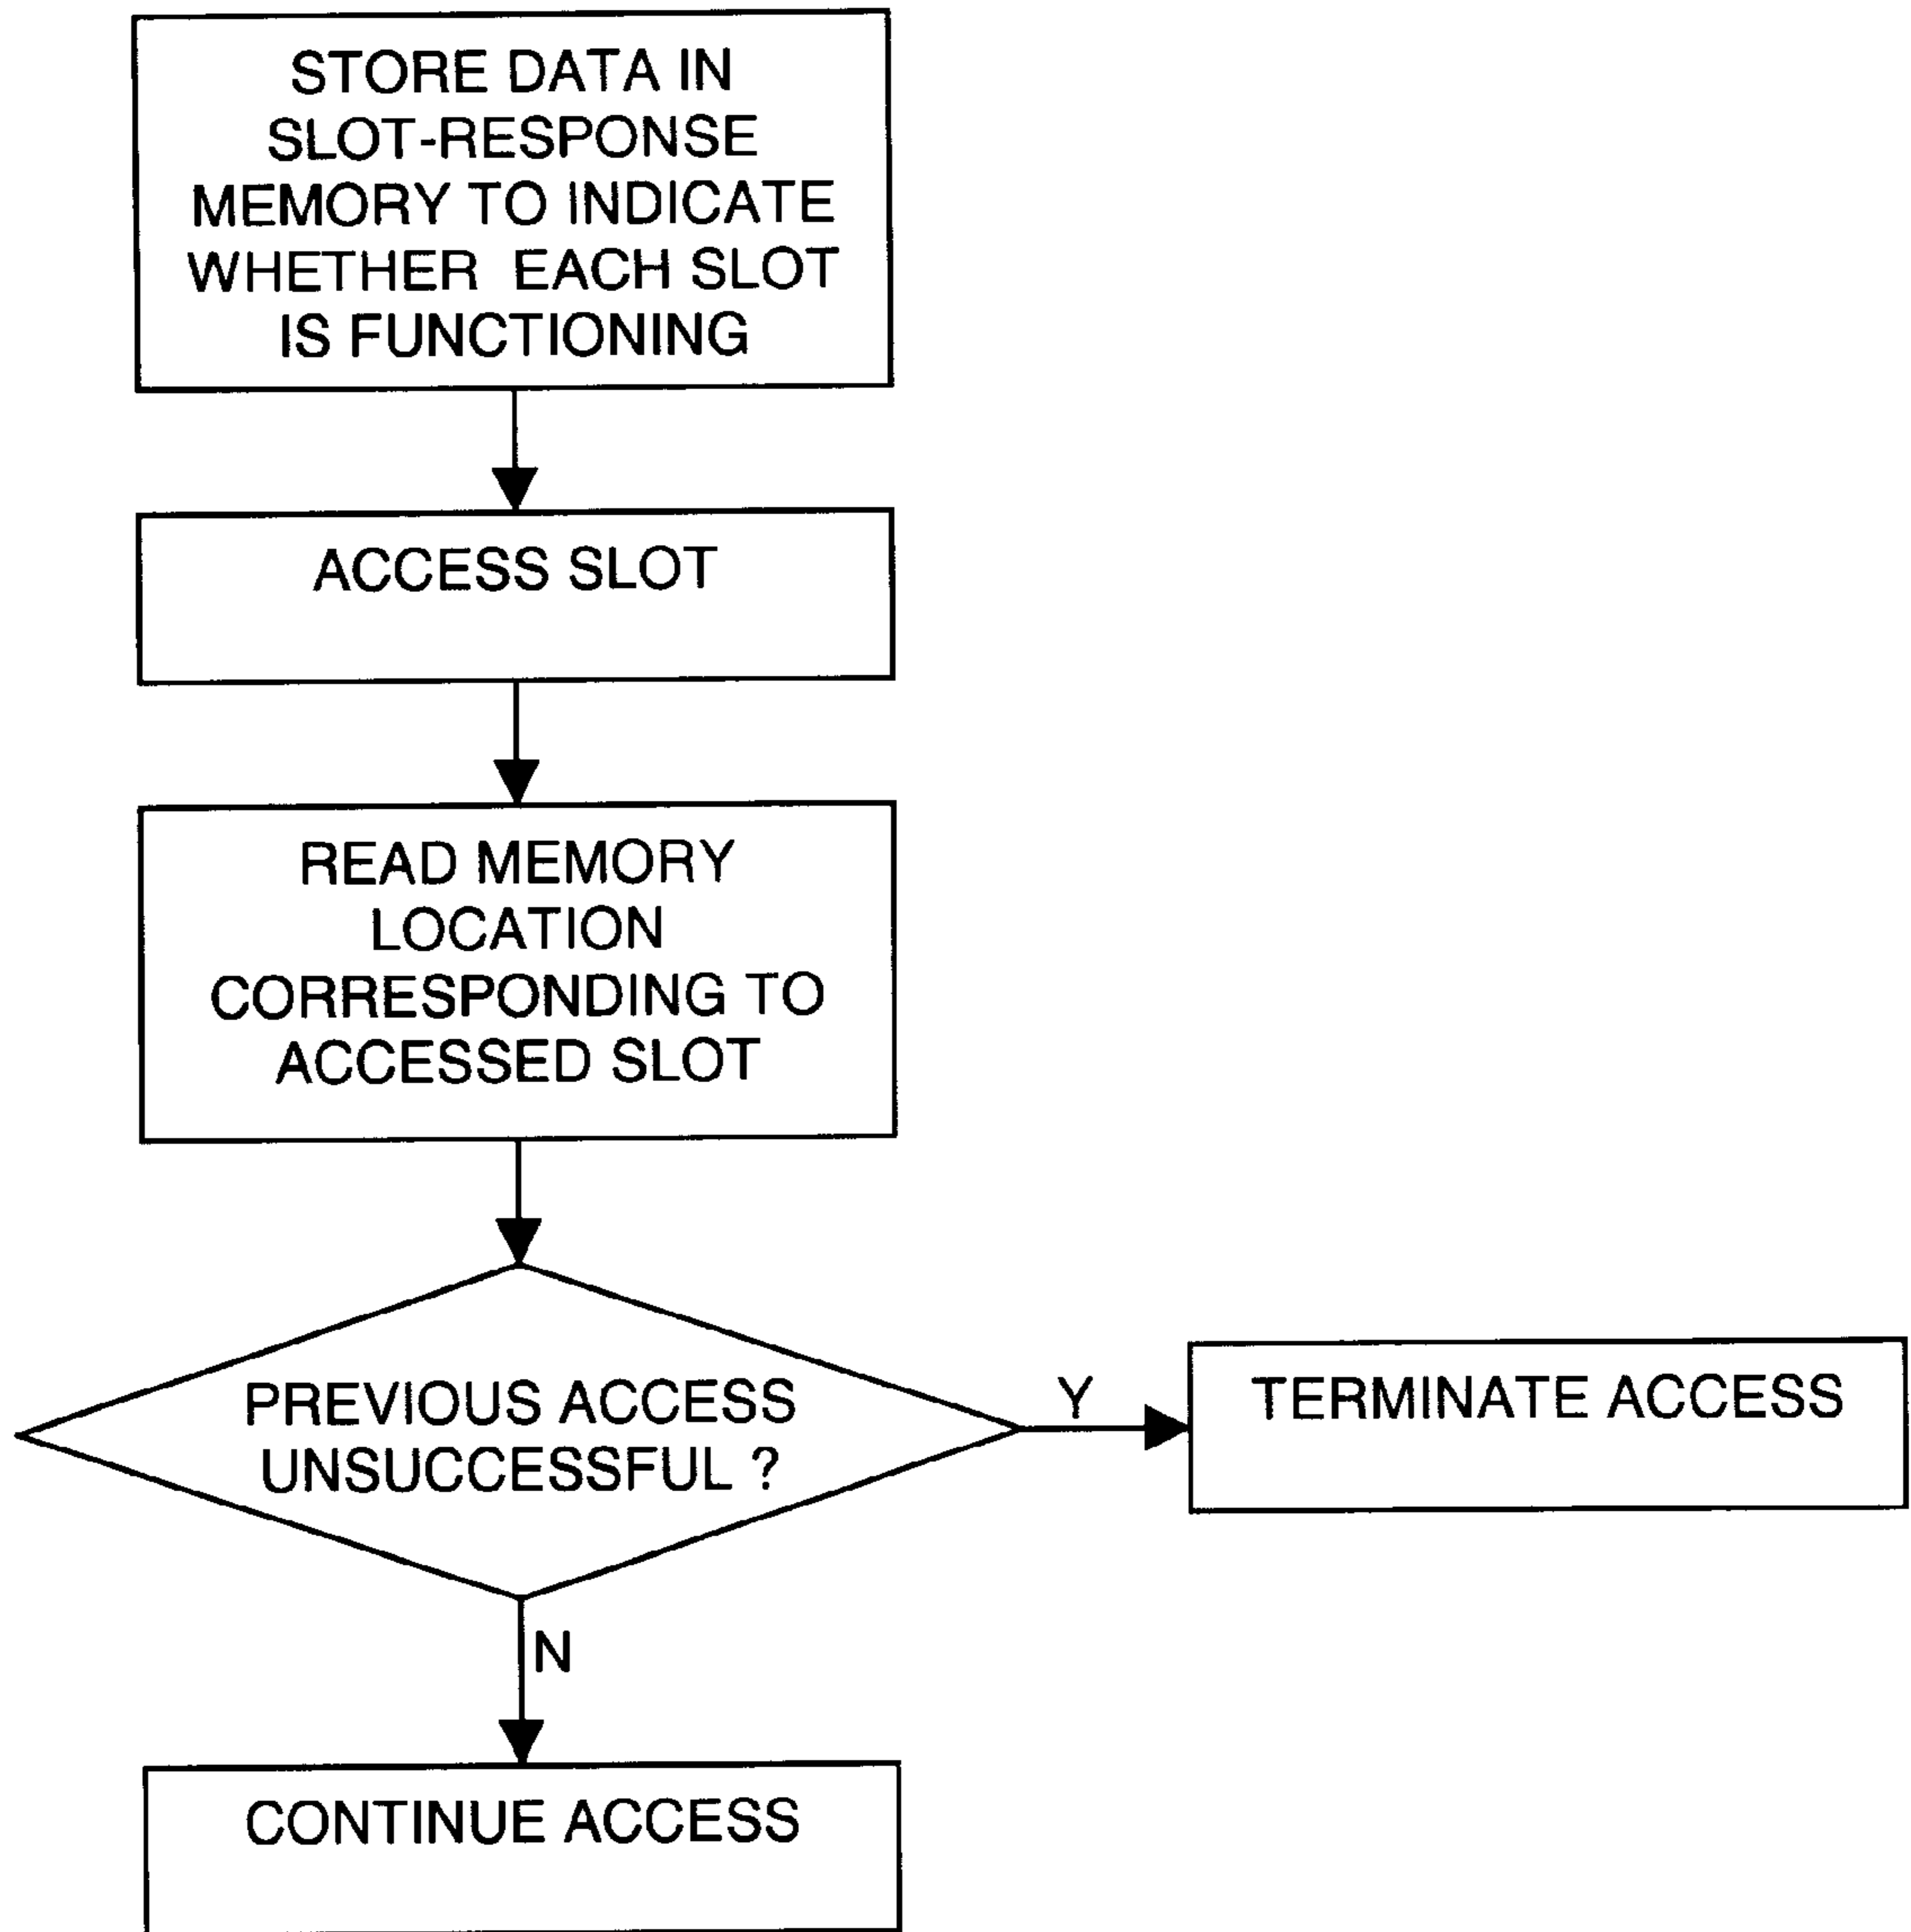 STORE DATA IN
SLOT-RESPONSE
MEMORY TO INDICATE
WHETHER EACH SLOT
IS FUNCTIONING
ACCESS SLOT
READ MEMORY
LOCATION
CORRESPONDING TO
ACCESSED SLOT
PREVIOUS ACCESS
UNSUCCESSFUL ?
Y
TERMINATE ACCESS
N
CONTINUE ACCESS